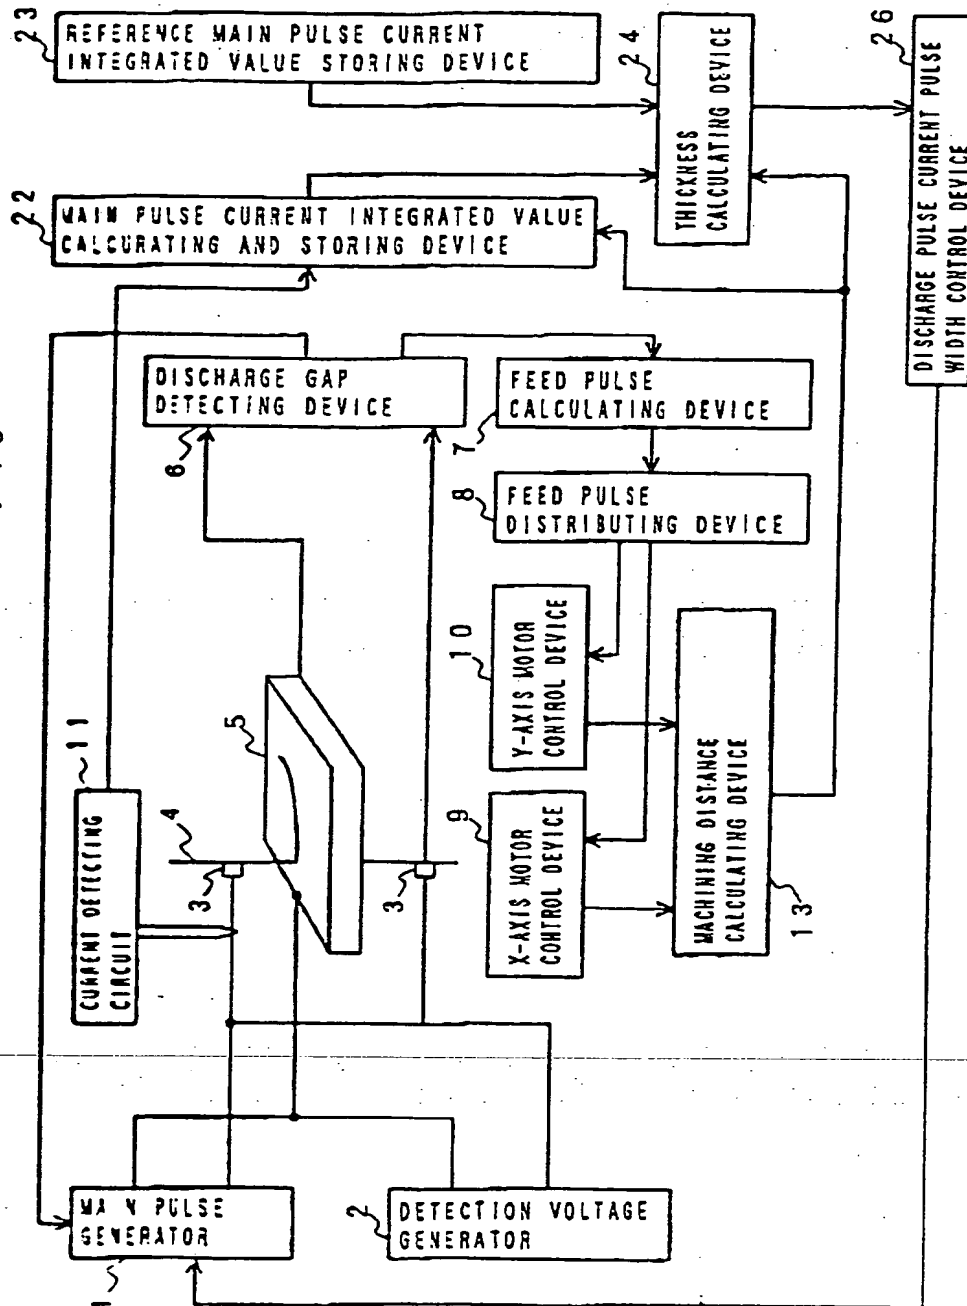 23
REFERENCE MAIN PULSE CURRENT
INTEGRATED VALUE STORING DEVICE
22
MAIN PULSE CURRENT INTEGRATED VALUE
CALCURATING AND STORING DEVICE
24
THICKNESS
CALCULATING DEVICE
26
DISCHARGE PULSE CURRENT PULSE
WIDTH CONTROL DEVICE
11
CURRENT DETECTING
CIRCUIT
6
DISCHARGE GAP
DETECTING DEVICE
7
FEED PULSE
CALCULATING DEVICE
8
FEED PULSE
DISTRIBUTING DEVICE
10
Y-AXIS MOTOR
CONTROL DEVICE
9
X-AXIS MOTOR
CONTROL DEVICE
13
MACHINING DISTANCE
CALCULATING DEVICE
5
4
3
3
1
MAIN PULSE
GENERATOR
2
DETECTION VOLTAGE
GENERATOR